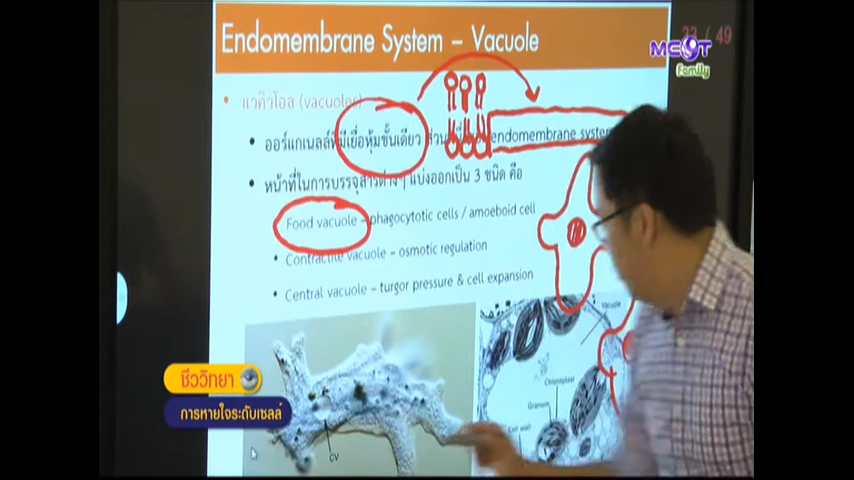 Endomembrane System – Vacuole
23 / 49
MCOT
family
• แวคิวโอล (vacuoles)
• ออร์แกเนลล์ที่มีเยื่อหุ้มชั้นเดียว ส่วน endomembrane system
• หน้าที่ในการบรรจุสารต่างๆ แบ่งออกเป็น 3 ชนิด คือ
Food vacuole – phagocytotic cells / amoeboid cell
• Contractile vacuole – osmotic regulation
• Central vacuole – turgor pressure & cell expansion
Vacuole
Chloroplast
Granum
Cell wall
CV
ชีววิทยา
การหายใจระดับเซลล์